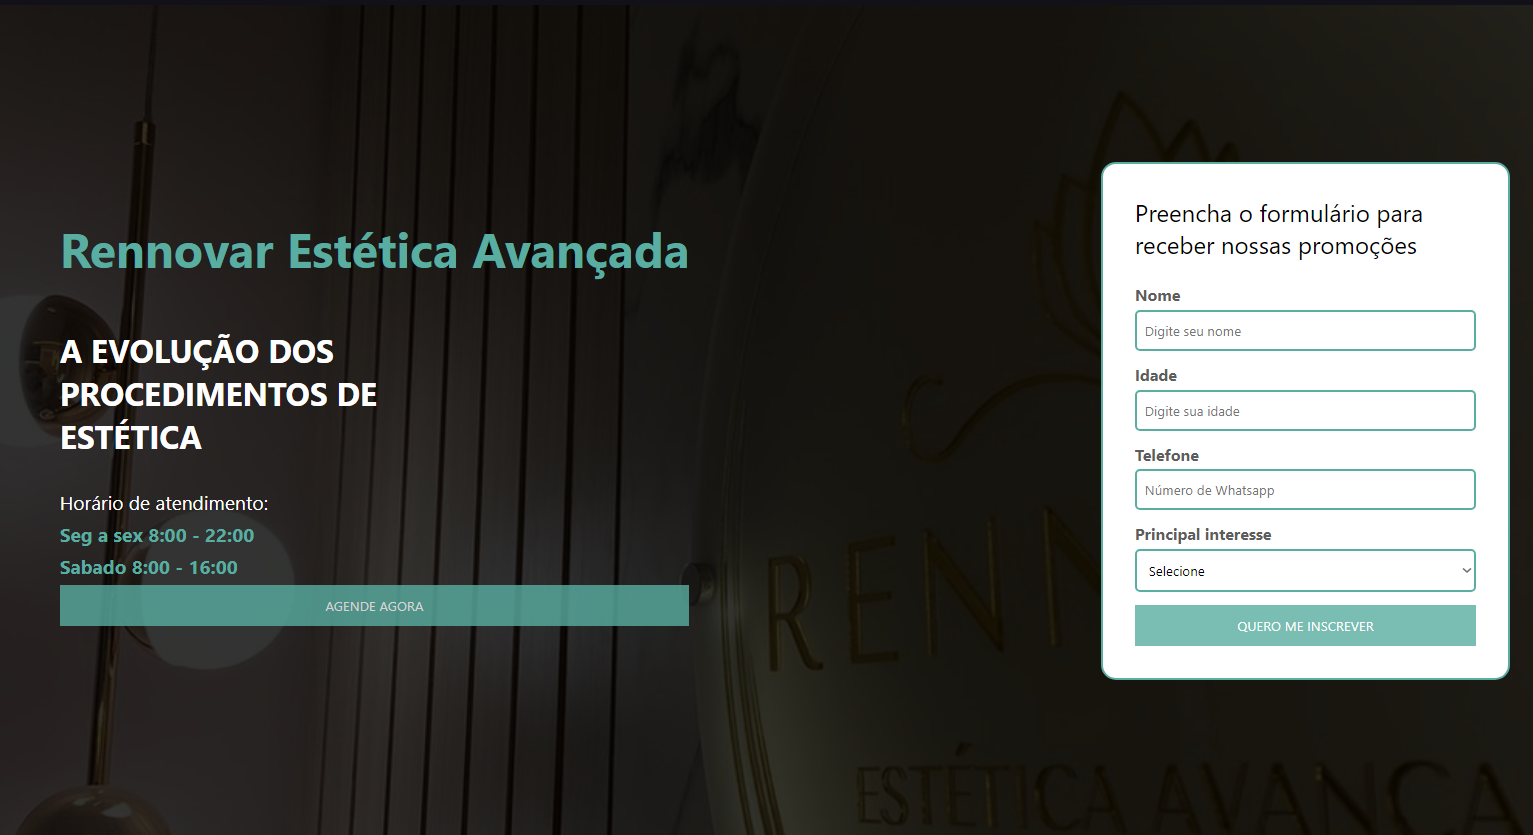 Rennovar Estética Avançada
A EVOLUÇÃO DOS
PROCEDIMENTOS DE
ESTÉTICA
Horário de atendimento:
Seg a sex 8:00 - 22:00
Sabado 8:00 - 16:00
AGENDE AGORA
Preencha o formulário para
receber nossas promoções
Nome
Digite seu nome
Idade
Digite sua idade
Telefone
Número de Whatsapp
Principal interesse
Selecione
QUERO ME INSCREVER
RENN
ESTÉTICA AVANÇA